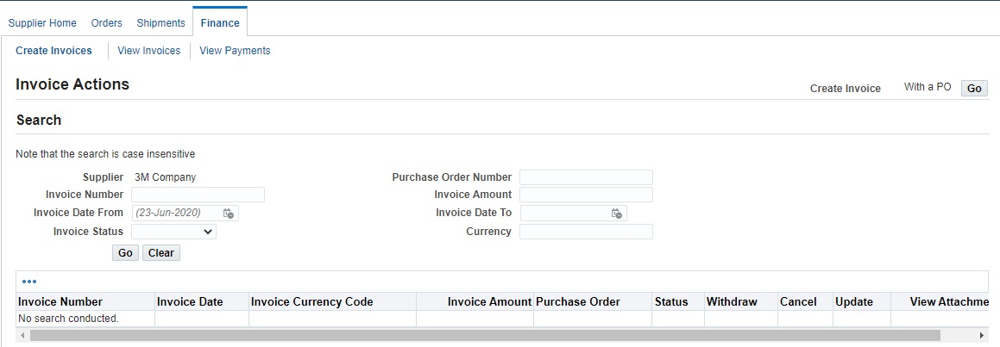 Supplier Home Orders Shipments Finance
Create Invoices View Invoices View Payments
Invoice Actions
Create Invoice With a PO Go
Search
Note that the search is case insensitive
Supplier 3M Company Purchase Order Number
Invoice Number Invoice Amount
Invoice Date From (23-Jun-2020) Invoice Date To
Invoice Status Currency
Go Clear
Invoice Number Invoice Date Invoice Currency Code Invoice Amount Purchase Order Status Withdraw Cancel Update View Attachme
No search conducted.